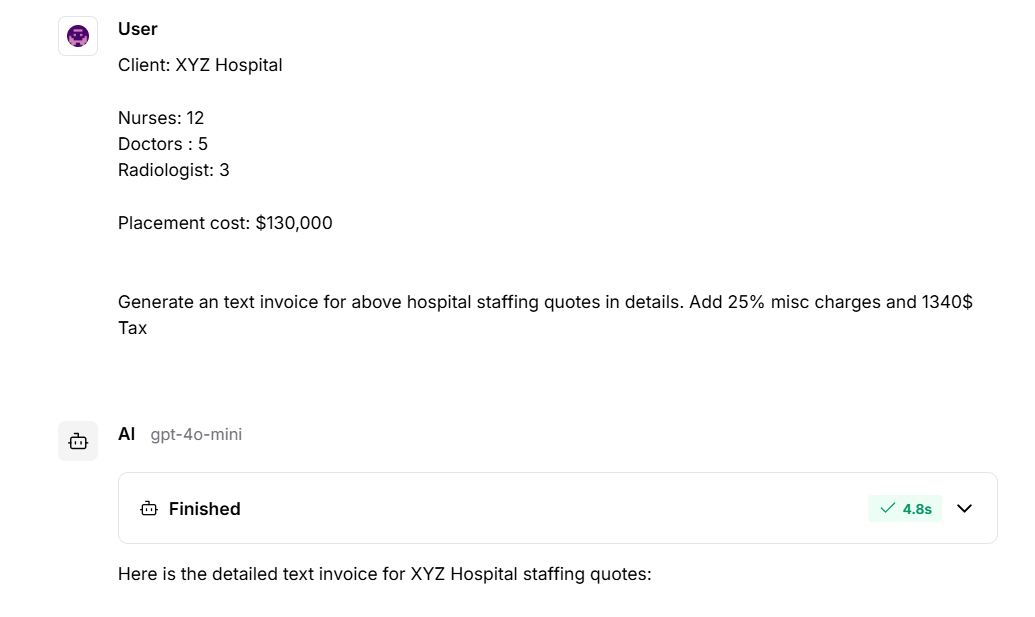 User
Client: XYZ Hospital
Nurses: 12
Doctors : 5
Radiologist: 3
Placement cost: $130,000
Generate an text invoice for above hospital staffing quotes in details. Add 25% misc charges and 1340$
Tax
AI gpt-4o-mini
Finished 4.8s
Here is the detailed text invoice for XYZ Hospital staffing quotes: